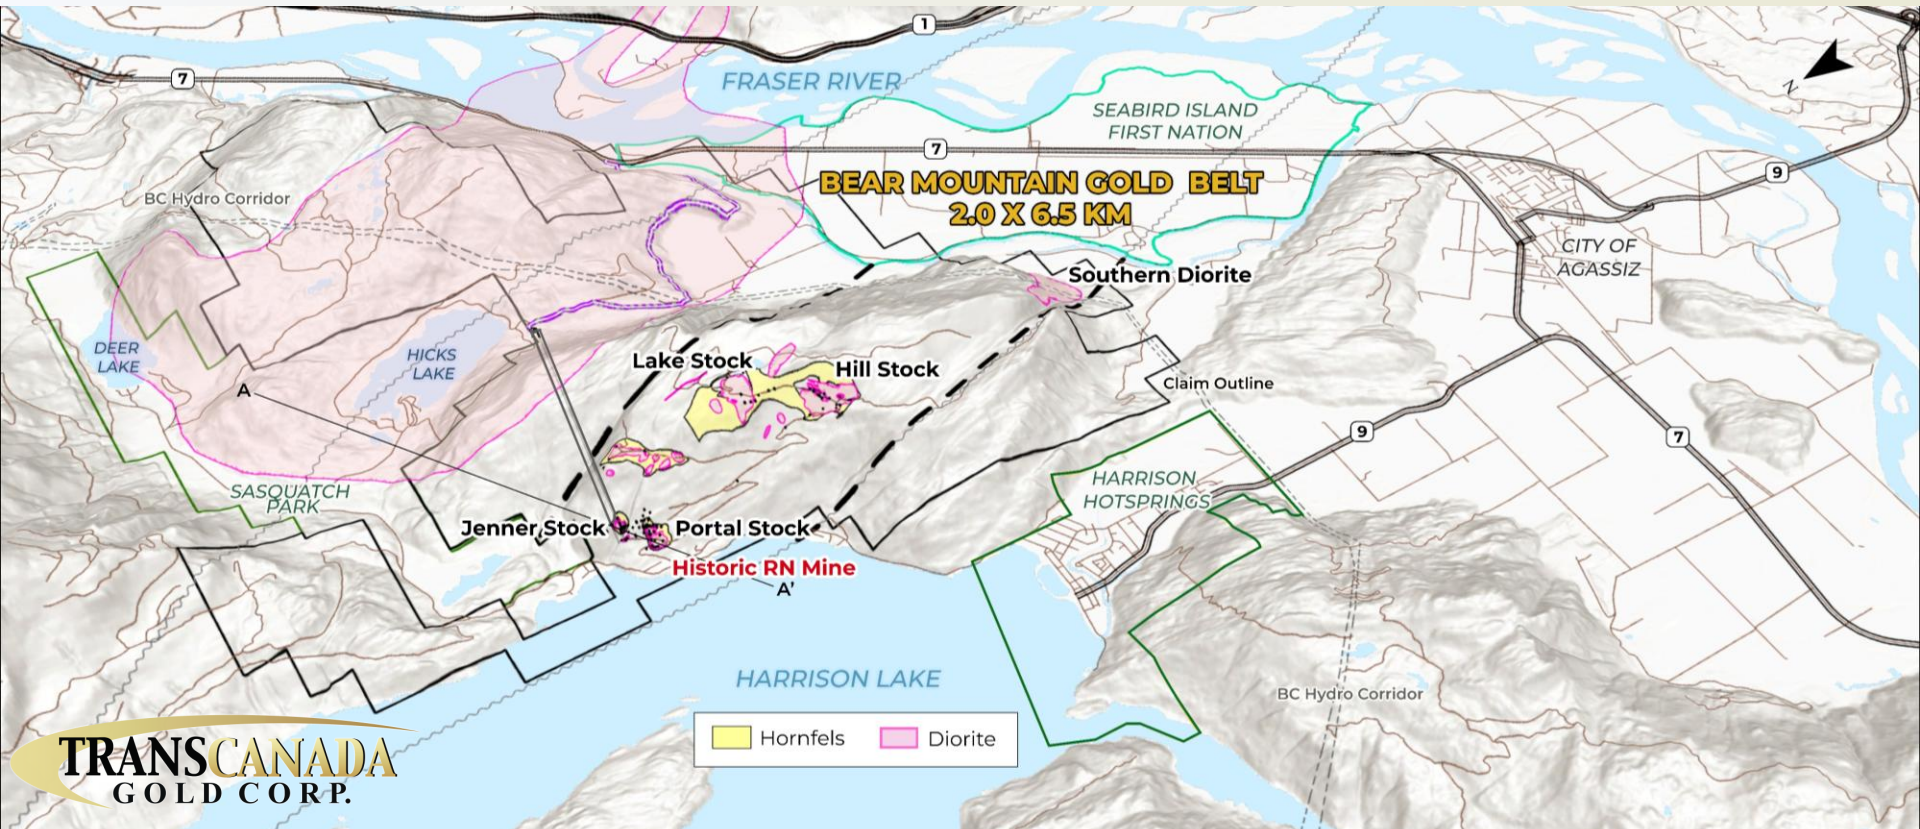 1
7
FRASER RIVER
N
SEABIRD ISLAND
FIRST NATION
7
9
BEAR MOUNTAIN GOLD BELT
2.0 X 6.5 KM
BC Hydro Corridor
CITY OF
AGASSIZ
Southern Diorite
DEER
LAKE
HICKS
LAKE
Lake Stock
Hill Stock
A
Claim Outline
9
7
SASQUATCH
PARK
HARRISON
HOTSPRINGS
Jenner Stock
Portal Stock
Historic RN Mine
A'
HARRISON LAKE
BC Hydro Corridor
Hornfels
Diorite
TRANSCANADA
GOLD CORP.